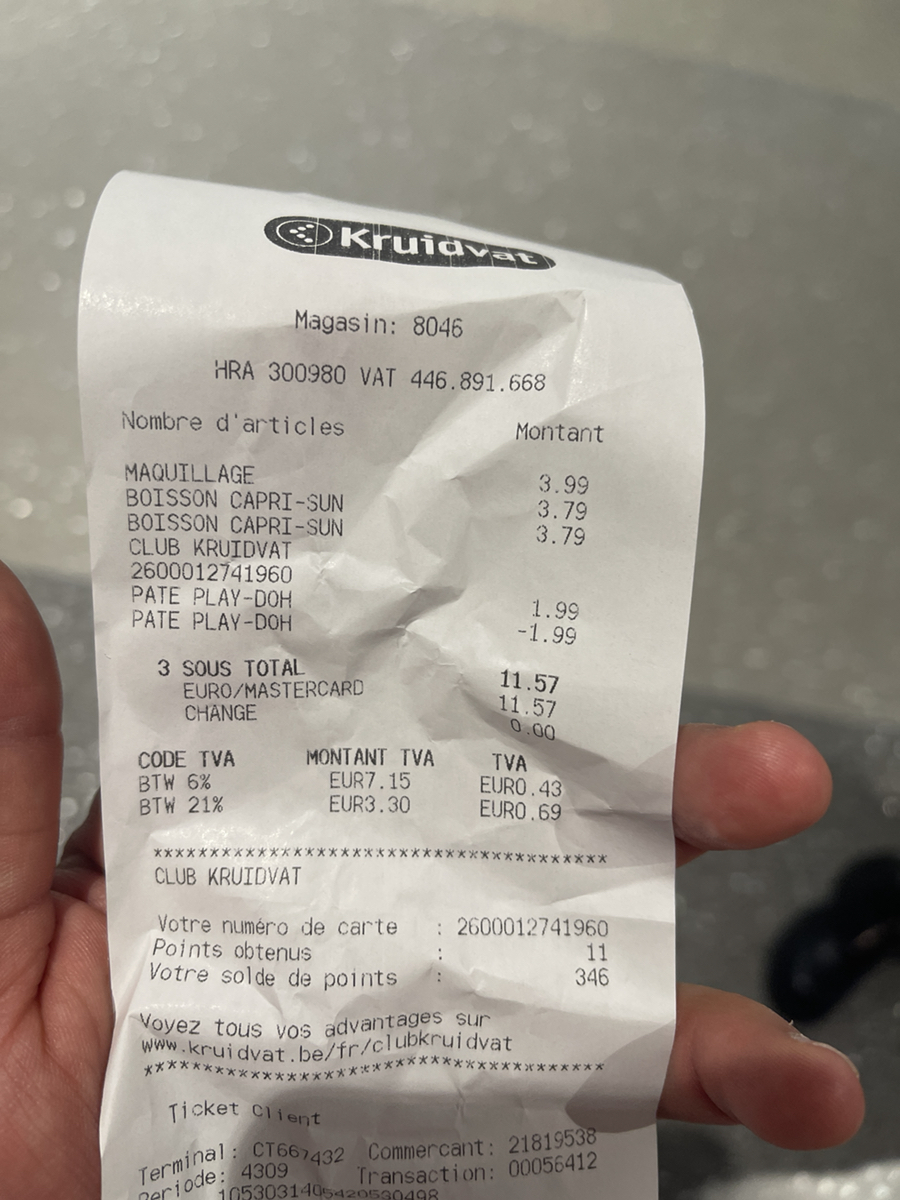 Kruidvat
Magasin: 8046
HRA 300980 VAT 446.891.668
Nombre d'articles Montant
MAQUILLAGE 3.99
BOISSON CAPRI-SUN 3.79
BOISSON CAPRI-SUN 3.79
CLUB KRUIDVAT
2600012741960
PATE PLAY-DOH 1.99
PATE PLAY-DOH -1.99
3 SOUS TOTAL 11.57
EURO/MASTERCARD 11.57
CHANGE 0.00
CODE TVA MONTANT TVA TVA
BTW 6% EUR7.15 EUR0.43
BTW 21% EUR3.30 EUR0.69
****************************************
CLUB KRUIDVAT
Votre numéro de carte : 2600012741960
Points obtenus : 11
Votre solde de points : 346
Voyez tous vos advantages sur
www.kruidvat.be/fr/clubkruidvat
****************************************
Ticket Client
Terminal: CT667432 Commercant: 21819538
Periode: 4309 Transaction: 00056412